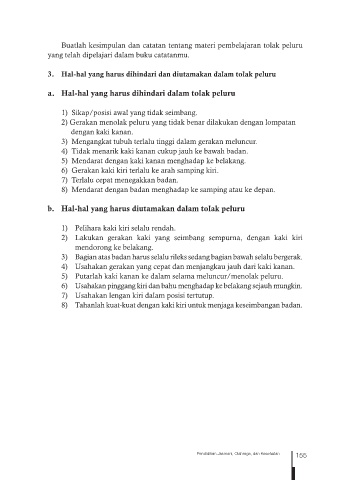 Buatlah kesimpulan dan catatan tentang materi pembelajaran tolak peluru
yang telah dipelajari dalam buku catatanmu.
3. Hal-hal yang harus dihindari dan diutamakan dalam tolak peluru
a. Hal-hal yang harus dihindari dalam tolak peluru
1) Sikap/posisi awal yang tidak seimbang.
2) Gerakan menolak peluru yang tidak benar dilakukan dengan lompatan
dengan kaki kanan.
3) Mengangkat tubuh terlalu tinggi dalam gerakan meluncur.
4) Tidak menarik kaki kanan cukup jauh ke bawah badan.
5) Mendarat dengan kaki kanan menghadap ke belakang.
6) Gerakan kaki kiri terlalu ke arah samping kiri.
7) Terlalu cepat menegakkan badan.
8) Mendarat dengan badan menghadap ke samping atau ke depan.
b. Hal-hal yang harus diutamakan dalam tolak peluru
1) Pelihara kaki kiri selalu rendah.
2) Lakukan gerakan kaki yang seimbang sempurna, dengan kaki kiri
mendorong ke belakang.
3) Bagian atas badan harus selalu rileks sedang bagian bawah selalu bergerak.
4) Usahakan gerakan yang cepat dan menjangkau jauh dari kaki kanan.
5) Putarlah kaki kanan ke dalam selama meluncur/menolak peluru.
6) Usahakan pinggang kiri dan bahu menghadap ke belakang sejauh mungkin.
7) Usahakan lengan kiri dalam posisi tertutup.
8) Tahanlah kuat-kuat dengan kaki kiri untuk menjaga keseimbangan badan.
Pendidikan Jasmani, Olahraga, dan Kesehatan
155